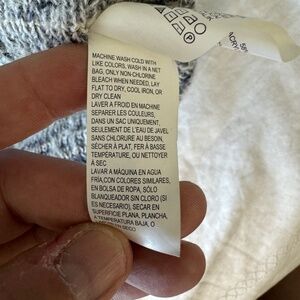 MACHINE WASH COLD WITH
LIKE COLORS, WASH IN A NET
BAG, ONLY NON-CHLORINE
BLEACH WHEN NEEDED, LAY
FLAT TO DRY, COOL IRON, OR
DRY CLEAN
LAVER A FROID EN MACHINE
SEPARER LES COULEURS,
DANS UN SAC UNIQUEMENT,
SEULEMENT DE L'EAU DE JAVEL
SANS CHLORURE AU BESOIN,
SÉCHER À PLAT, FER À BASSE
TEMPÉRATURE, OU NETTOYER
À SEC
LAVAR A MÁQUINA EN AGUA
FRÍA, CON COLORES SIMILARES,
EN BOLSA DE ROPA, SÓLO
BLANQUEADOR SIN CLORO (SI
ES NECESARIO), SECAR EN
SUPERFICIE PLANA, PLANCHA,
A TEMPERATURA BAJA, O
EN SECO